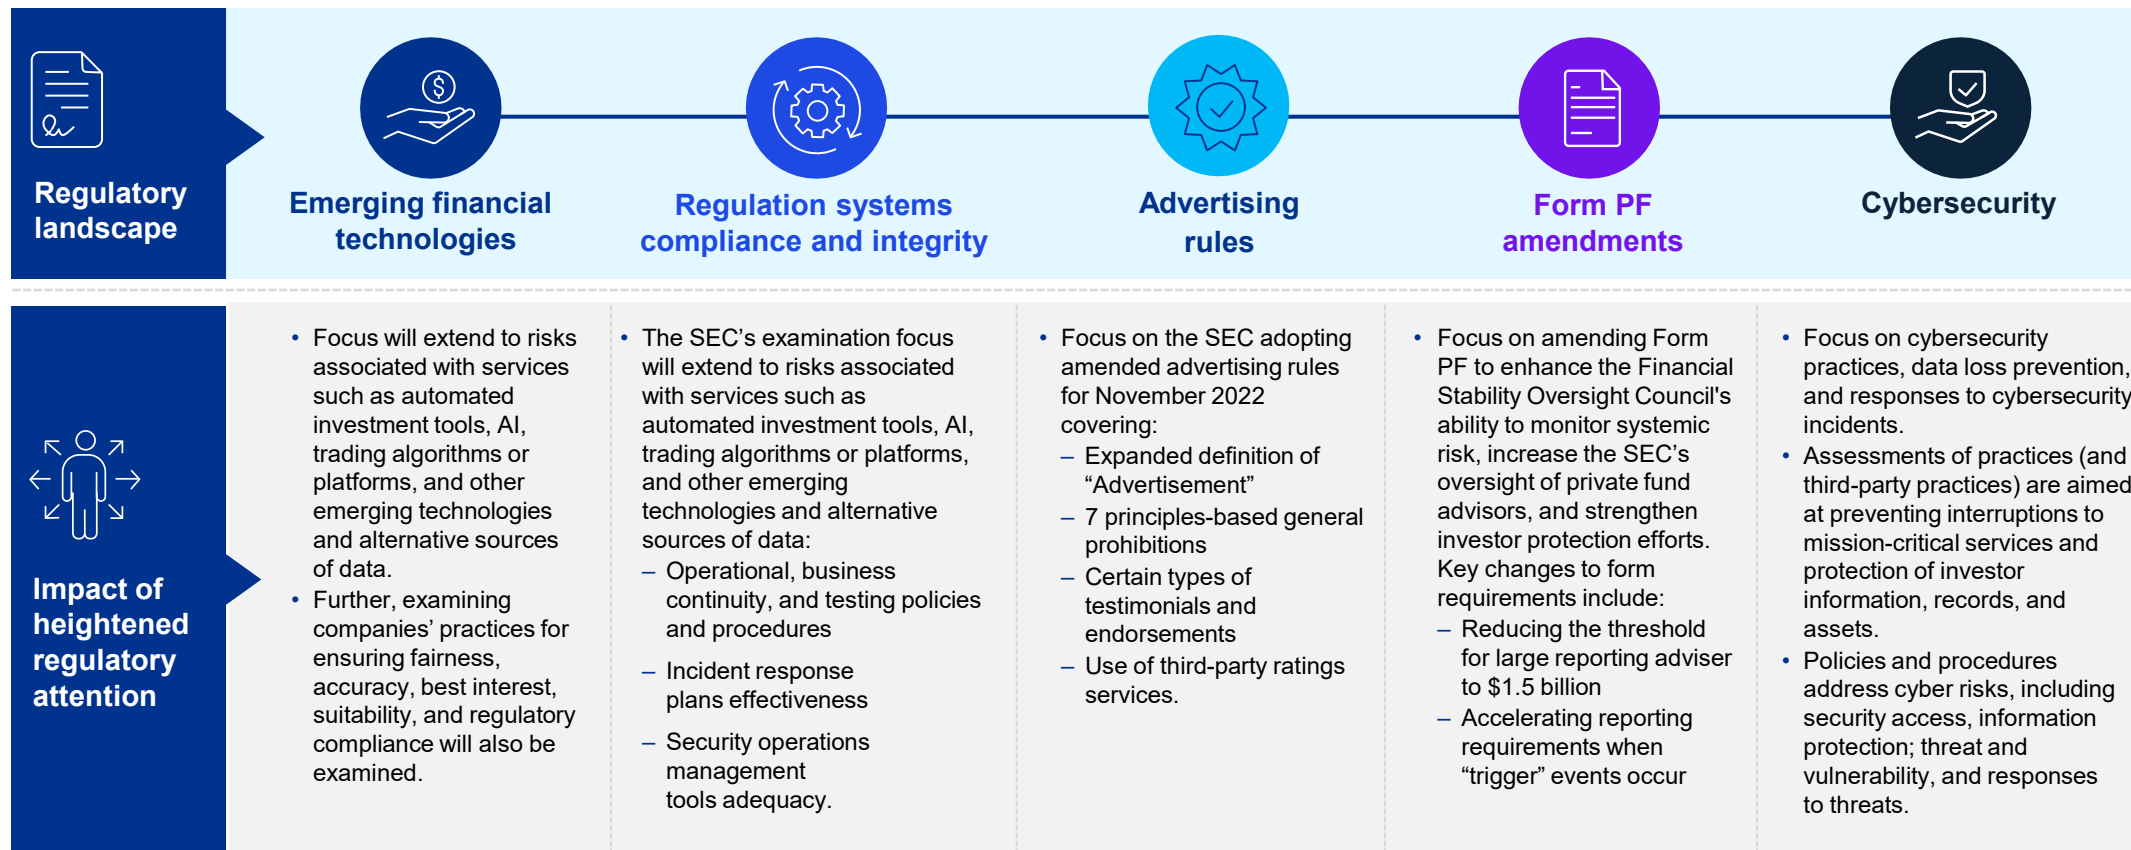 Regulatory
landscape
Emerging financial
technologies
Regulation systems
compliance and integrity
Advertising
rules
Form PF
amendments
Cybersecurity
Impact of
heightened
regulatory
attention
• Focus will extend to risks
associated with services
such as automated
investment tools, AI,
trading algorithms or
platforms, and other
emerging technologies
and alternative sources
of data.
• Further, examining
companies’ practices for
ensuring fairness,
accuracy, best interest,
suitability, and regulatory
compliance will also be
examined.
• The SEC’s examination focus
will extend to risks associated
with services such as
automated investment tools, AI,
trading algorithms or platforms,
and other emerging
technologies and alternative
sources of data:
– Operational, business
continuity, and testing policies
and procedures
– Incident response
plans effectiveness
– Security operations
management
tools adequacy.
• Focus on the SEC adopting
amended advertising rules
for November 2022
covering:
– Expanded definition of
“Advertisement”
– 7 principles-based general
prohibitions
– Certain types of
testimonials and
endorsements
– Use of third-party ratings
services.
• Focus on amending Form
PF to enhance the Financial
Stability Oversight Council's
ability to monitor systemic
risk, increase the SEC’s
oversight of private fund
advisors, and strengthen
investor protection efforts.
Key changes to form
requirements include:
– Reducing the threshold
for large reporting adviser
to $1.5 billion
– Accelerating reporting
requirements when
“trigger” events occur
• Focus on cybersecurity
practices, data loss prevention,
and responses to cybersecurity
incidents.
• Assessments of practices (and
third-party practices) are aimed
at preventing interruptions to
mission-critical services and
protection of investor
information, records, and
assets.
• Policies and procedures
address cyber risks, including
security access, information
protection; threat and
vulnerability, and responses
to threats.